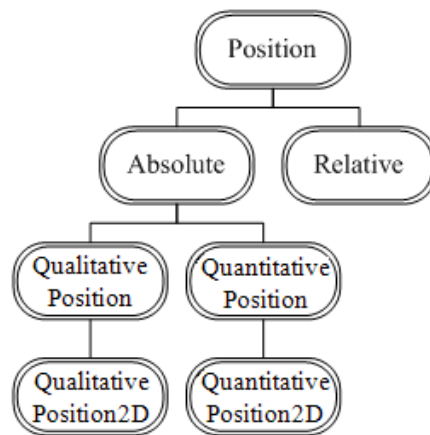 Position
Absolute
Relative
Qualitative
Position
Quantitative
Position
Qualitative
Position2D
Quantitative
Position2D